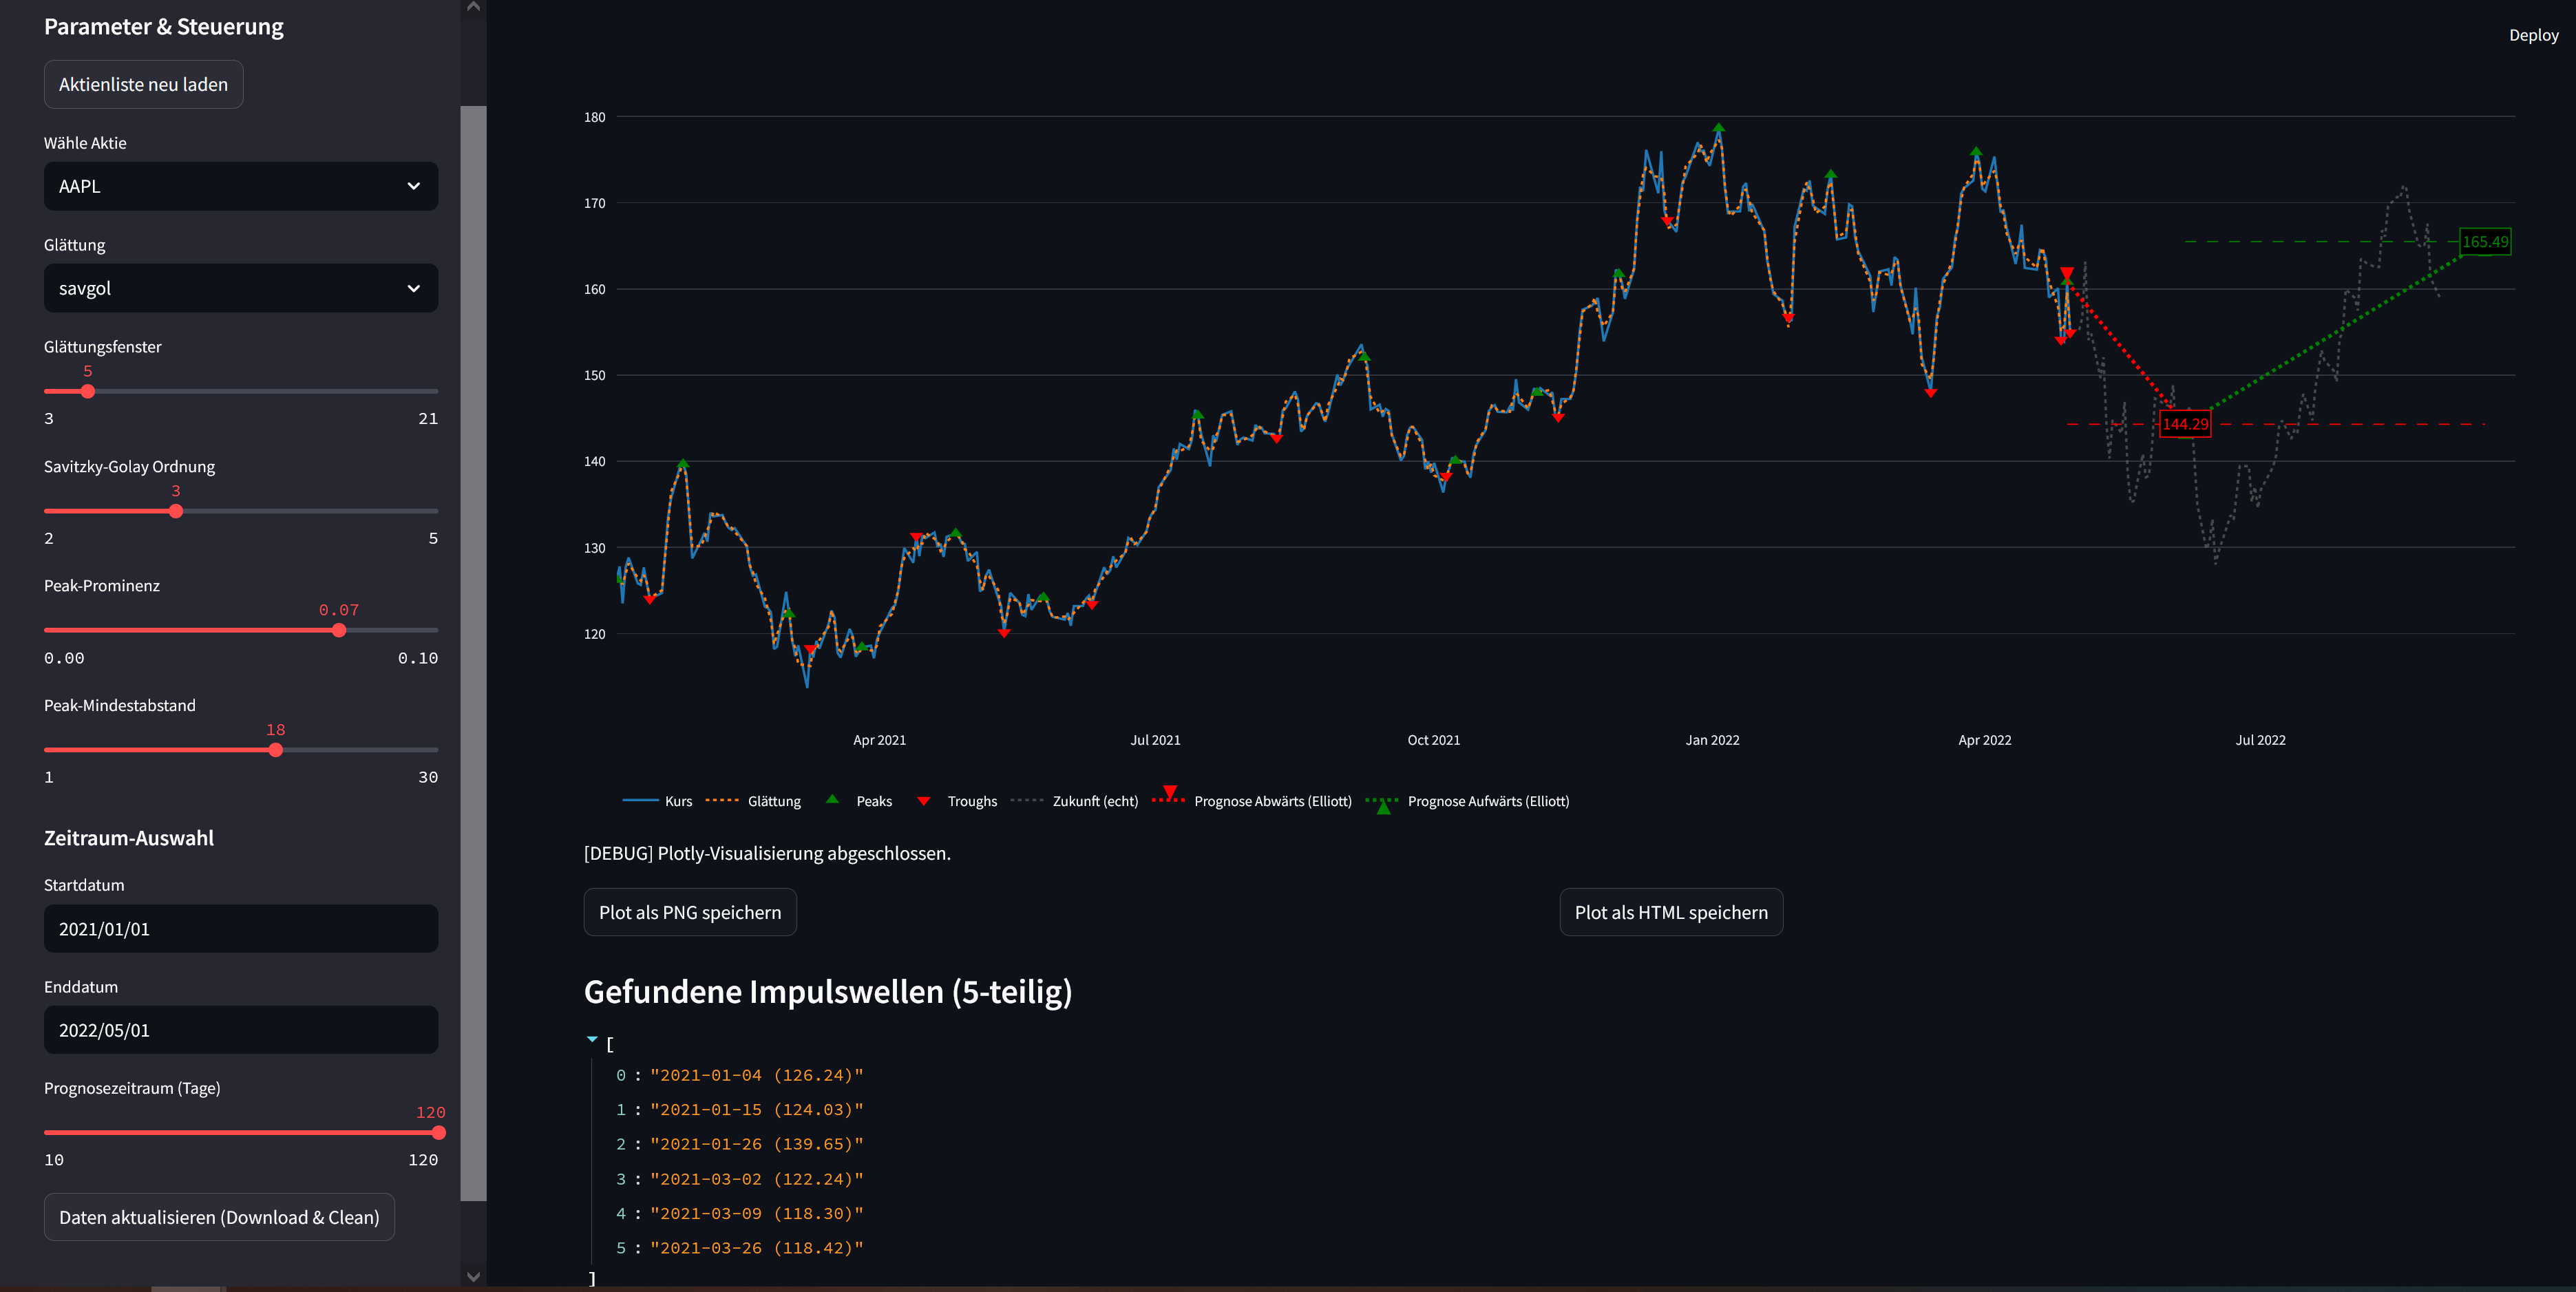 Parameter & Steuerung
Aktienliste neu laden
Wähle Aktie
AAPL
Glättung
savgol
Glättungsfenster
5
3 21
Savitzky-Golay Ordnung
3
2 5
Peak-Prominenz
0.07
0.00 0.10
Peak-Mindestabstand
18
1 30
Zeitraum-Auswahl
Startdatum
2021/01/01
Enddatum
2022/05/01
Prognosezeitraum (Tage)
120
10 120
Daten aktualisieren (Download & Clean)
Deploy
180
170
160
150
140
130
120
165.49
144.29
Apr 2021 Jul 2021 Oct 2021 Jan 2022 Apr 2022 Jul 2022
Kurs Glättung Peaks Troughs Zukunft (echt) Prognose Abwärts (Elliott) Prognose Aufwärts (Elliott)
[DEBUG] Plotly-Visualisierung abgeschlossen.
Plot als PNG speichern Plot als HTML speichern
Gefundene Impulswellen (5-teilig)
[
0 : "2021-01-04 (126.24)"
1 : "2021-01-15 (124.03)"
2 : "2021-01-26 (139.65)"
3 : "2021-03-02 (122.24)"
4 : "2021-03-09 (118.30)"
5 : "2021-03-26 (118.42)"
]